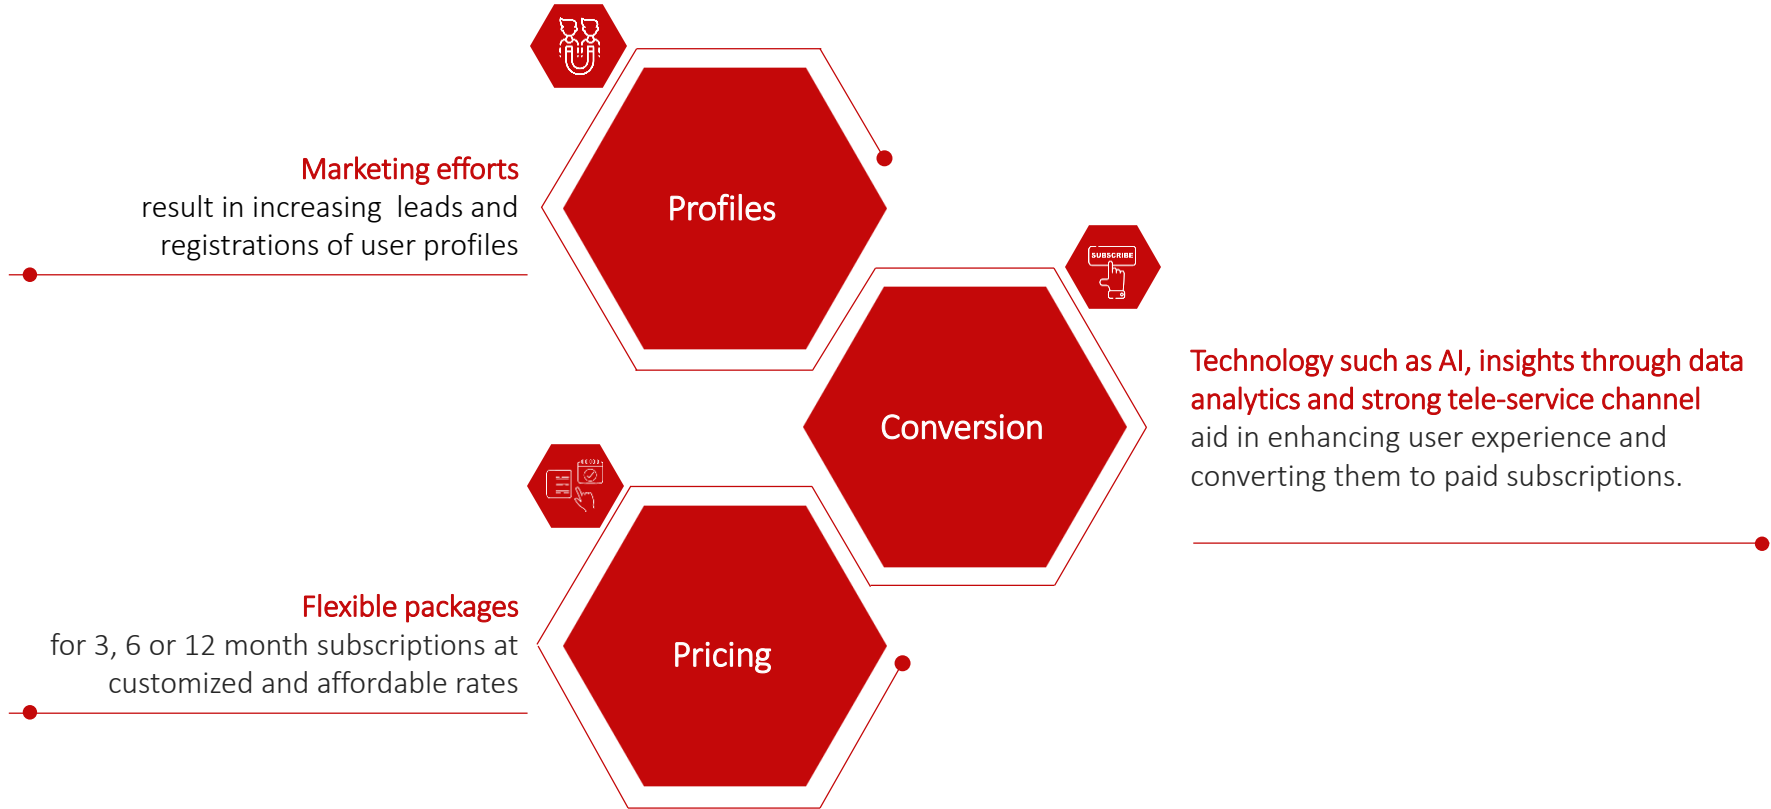 Marketing efforts
result in increasing leads and
registrations of user profiles
Profiles
SUBSCRIBE
Conversion
Technology such as AI, insights through data
analytics and strong tele-service channel
aid in enhancing user experience and
converting them to paid subscriptions.
Flexible packages
for 3, 6 or 12 month subscriptions at
customized and affordable rates
Pricing